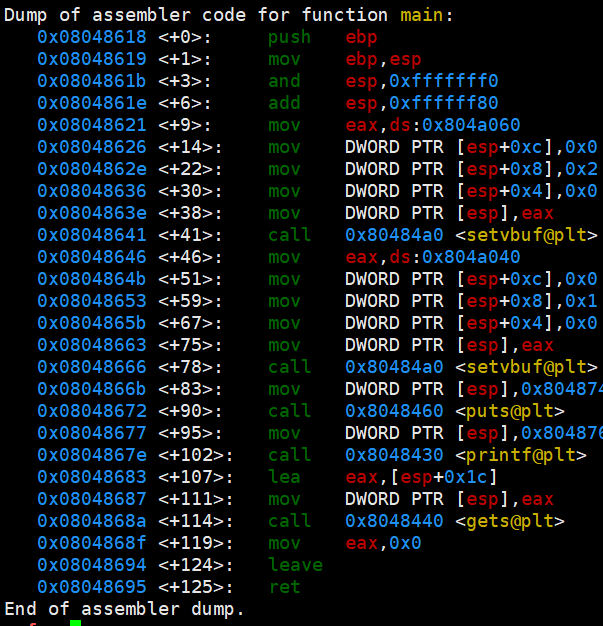 Dump of assembler code for function main:
0x08048618 <+0>: push ebp
0x08048619 <+1>: mov ebp,esp
0x0804861b <+3>: and esp,0xfffffff0
0x0804861e <+6>: add esp,0xffffff80
0x08048621 <+9>: mov eax,ds:0x804a060
0x08048626 <+14>: mov DWORD PTR [esp+0xc],0x0
0x0804862e <+22>: mov DWORD PTR [esp+0x8],0x2
0x08048636 <+30>: mov DWORD PTR [esp+0x4],0x0
0x0804863e <+38>: mov DWORD PTR [esp],eax
0x08048641 <+41>: call 0x80484a0 <setvbuf@plt>
0x08048646 <+46>: mov eax,ds:0x804a040
0x0804864b <+51>: mov DWORD PTR [esp+0xc],0x0
0x08048653 <+59>: mov DWORD PTR [esp+0x8],0x1
0x0804865b <+67>: mov DWORD PTR [esp+0x4],0x0
0x08048663 <+75>: mov DWORD PTR [esp],eax
0x08048666 <+78>: call 0x80484a0 <setvbuf@plt>
0x0804866b <+83>: mov DWORD PTR [esp],0x804874
0x08048672 <+90>: call 0x8048460 <puts@plt>
0x08048677 <+95>: mov DWORD PTR [esp],0x804876
0x0804867e <+102>: call 0x8048430 <printf@plt>
0x08048683 <+107>: lea eax,[esp+0x1c]
0x08048687 <+111>: mov DWORD PTR [esp],eax
0x0804868a <+114>: call 0x8048440 <gets@plt>
0x0804868f <+119>: mov eax,0x0
0x08048694 <+124>: leave
0x08048695 <+125>: ret
End of assembler dump.